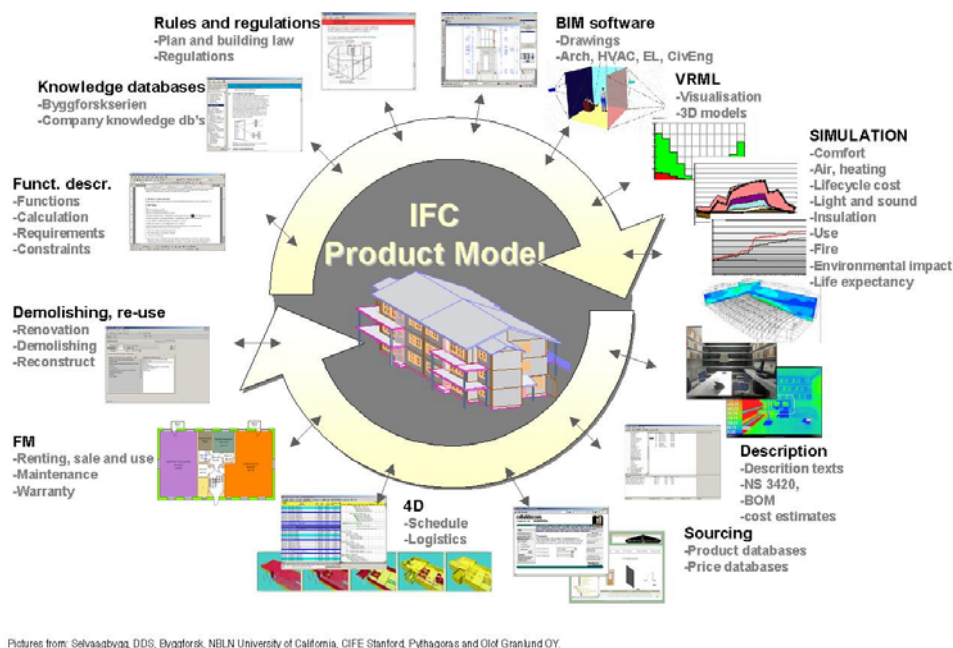 Rules and regulations
-Plan and building law
-Regulations
BIM software
-Drawings
-Arch, HVAC, EL, CivEng
VRML
-Visualisation
-3D models
SIMULATION
-Comfort
-Air, heating
-Lifecycle cost
-Light and sound
-Insulation
-Use
-Fire
-Environmental impact
-Life expectancy
Description
-Descrition texts
-NS 3420,
-BOM
-cost estimates
Sourcing
-Product databases
-Price databases
4D
-Schedule
-Logistics
FM
-Renting, sale and use
-Maintenance
-Warranty
Demolishing, re-use
-Renovation
-Demolishing
-Reconstruct
Funct. descr.
-Functions
-Calculation
-Requirements
-Constraints
Knowledge databases
-Byggforskserien
-Company knowledge db's
IFC
Product Model
Pictures from: Selvaagbygg, DDS, Byggforsk, NBLN University of California, CIFE Stanford, Pythagoras and Olof Granlund OY.